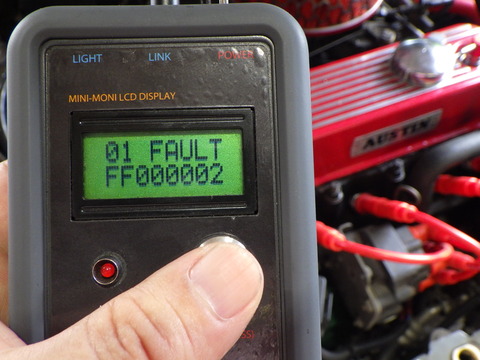 LIGHT LINK POWER
MINI-MONI LCD DISPLAY
01 FAULT
FF000002
AUSTIN